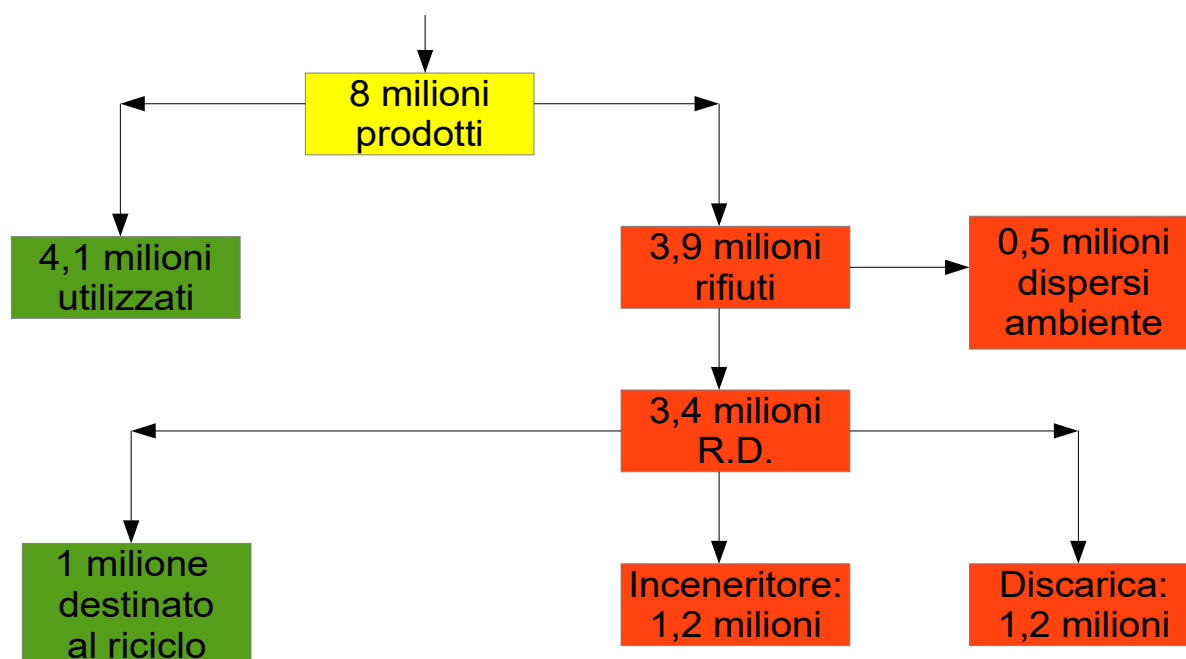 8 milioni
prodotti
4,1 milioni
utilizzati
3,9 milioni
rifiuti
0,5 milioni
dispersi
ambiente
3,4 milioni
R.D.
1 milione
destinato
al riciclo
Inceneritore:
1,2 milioni
Discarica:
1,2 milioni